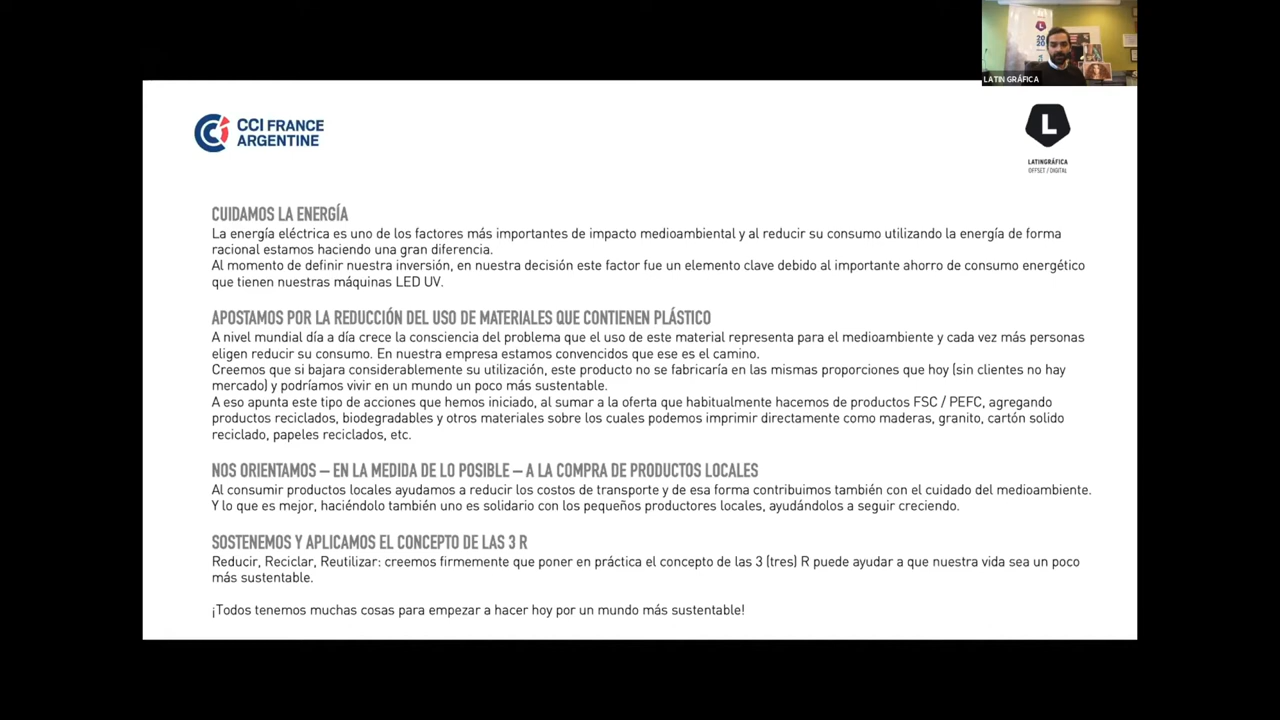 LATIN GRÁFICA
CCI FRANCE
ARGENTINE
L
LATINGRÁFICA
OFFSET / DIGITAL
CUIDAMOS LA ENERGÍA
La energía eléctrica es uno de los factores más importantes de impacto medioambiental y al reducir su consumo utilizando la energía de forma
racional estamos haciendo una gran diferencia.
Al momento de definir nuestra inversión, en nuestra decisión este factor fue un elemento clave debido al importante ahorro de consumo energético
que tienen nuestras máquinas LED UV.
APOSTAMOS POR LA REDUCCIÓN DEL USO DE MATERIALES QUE CONTIENEN PLÁSTICO
A nivel mundial día a día crece la consciencia del problema que el uso de este material representa para el medioambiente y cada vez más personas
eligen reducir su consumo. En nuestra empresa estamos convencidos que ese es el camino.
Creemos que si bajara considerablemente su utilización, este producto no se fabricaría en las mismas proporciones que hoy (sin clientes no hay
mercado) y podríamos vivir en un mundo un poco más sustentable.
A eso apunta este tipo de acciones que hemos iniciado, al sumar a la oferta que habitualmente hacemos de productos FSC / PEFC, agregando
productos reciclados, biodegradables y otros materiales sobre los cuales podemos imprimir directamente como maderas, granito, cartón solido
reciclado, papeles reciclados, etc.
NOS ORIENTAMOS – EN LA MEDIDA DE LO POSIBLE – A LA COMPRA DE PRODUCTOS LOCALES
Al consumir productos locales ayudamos a reducir los costos de transporte y de esa forma contribuimos también con el cuidado del medioambiente.
Y lo que es mejor, haciéndolo también uno es solidario con los pequeños productores locales, ayudándolos a seguir creciendo.
SOSTENEMOS Y APLICAMOS EL CONCEPTO DE LAS 3 R
Reducir, Reciclar, Reutilizar: creemos firmemente que poner en práctica el concepto de las 3 (tres) R puede ayudar a que nuestra vida sea un poco
más sustentable.
¡Todos tenemos muchas cosas para empezar a hacer hoy por un mundo más sustentable!